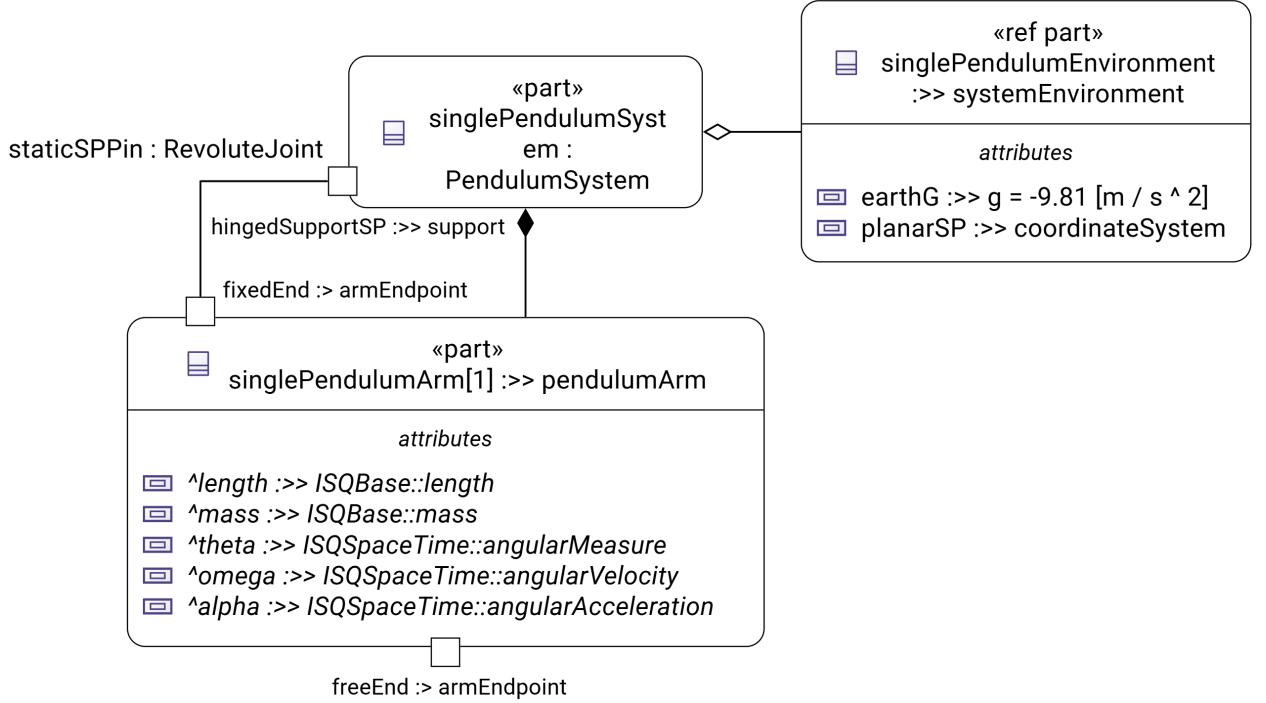 «part»
singlePendulumSyst
em :
PendulumSystem
«ref part»
singlePendulumEnvironment
:>> systemEnvironment
attributes
earthG :>> g = -9.81 [m / s ^ 2]
planarSP :>> coordinateSystem
staticSPPin : RevoluteJoint
hingedSupportSP :>> support
fixedEnd :> armEndpoint
«part»
singlePendulumArm[1] :>> pendulumArm
attributes
^length :>> ISQBase::length
^mass :>> ISQBase::mass
^theta :>> ISQSpaceTime::angularMeasure
^omega :>> ISQSpaceTime::angularVelocity
^alpha :>> ISQSpaceTime::angularAcceleration
freeEnd :> armEndpoint